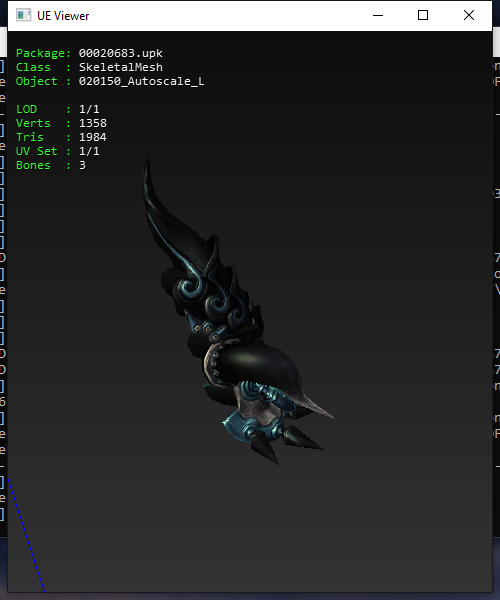 UE Viewer
Package: 00020683.upk
Class : SkeletalMesh
Object : 020150_Autoscale_L
LOD : 1/1
Verts : 1358
Tris : 1984
UV Set : 1/1
Bones : 3